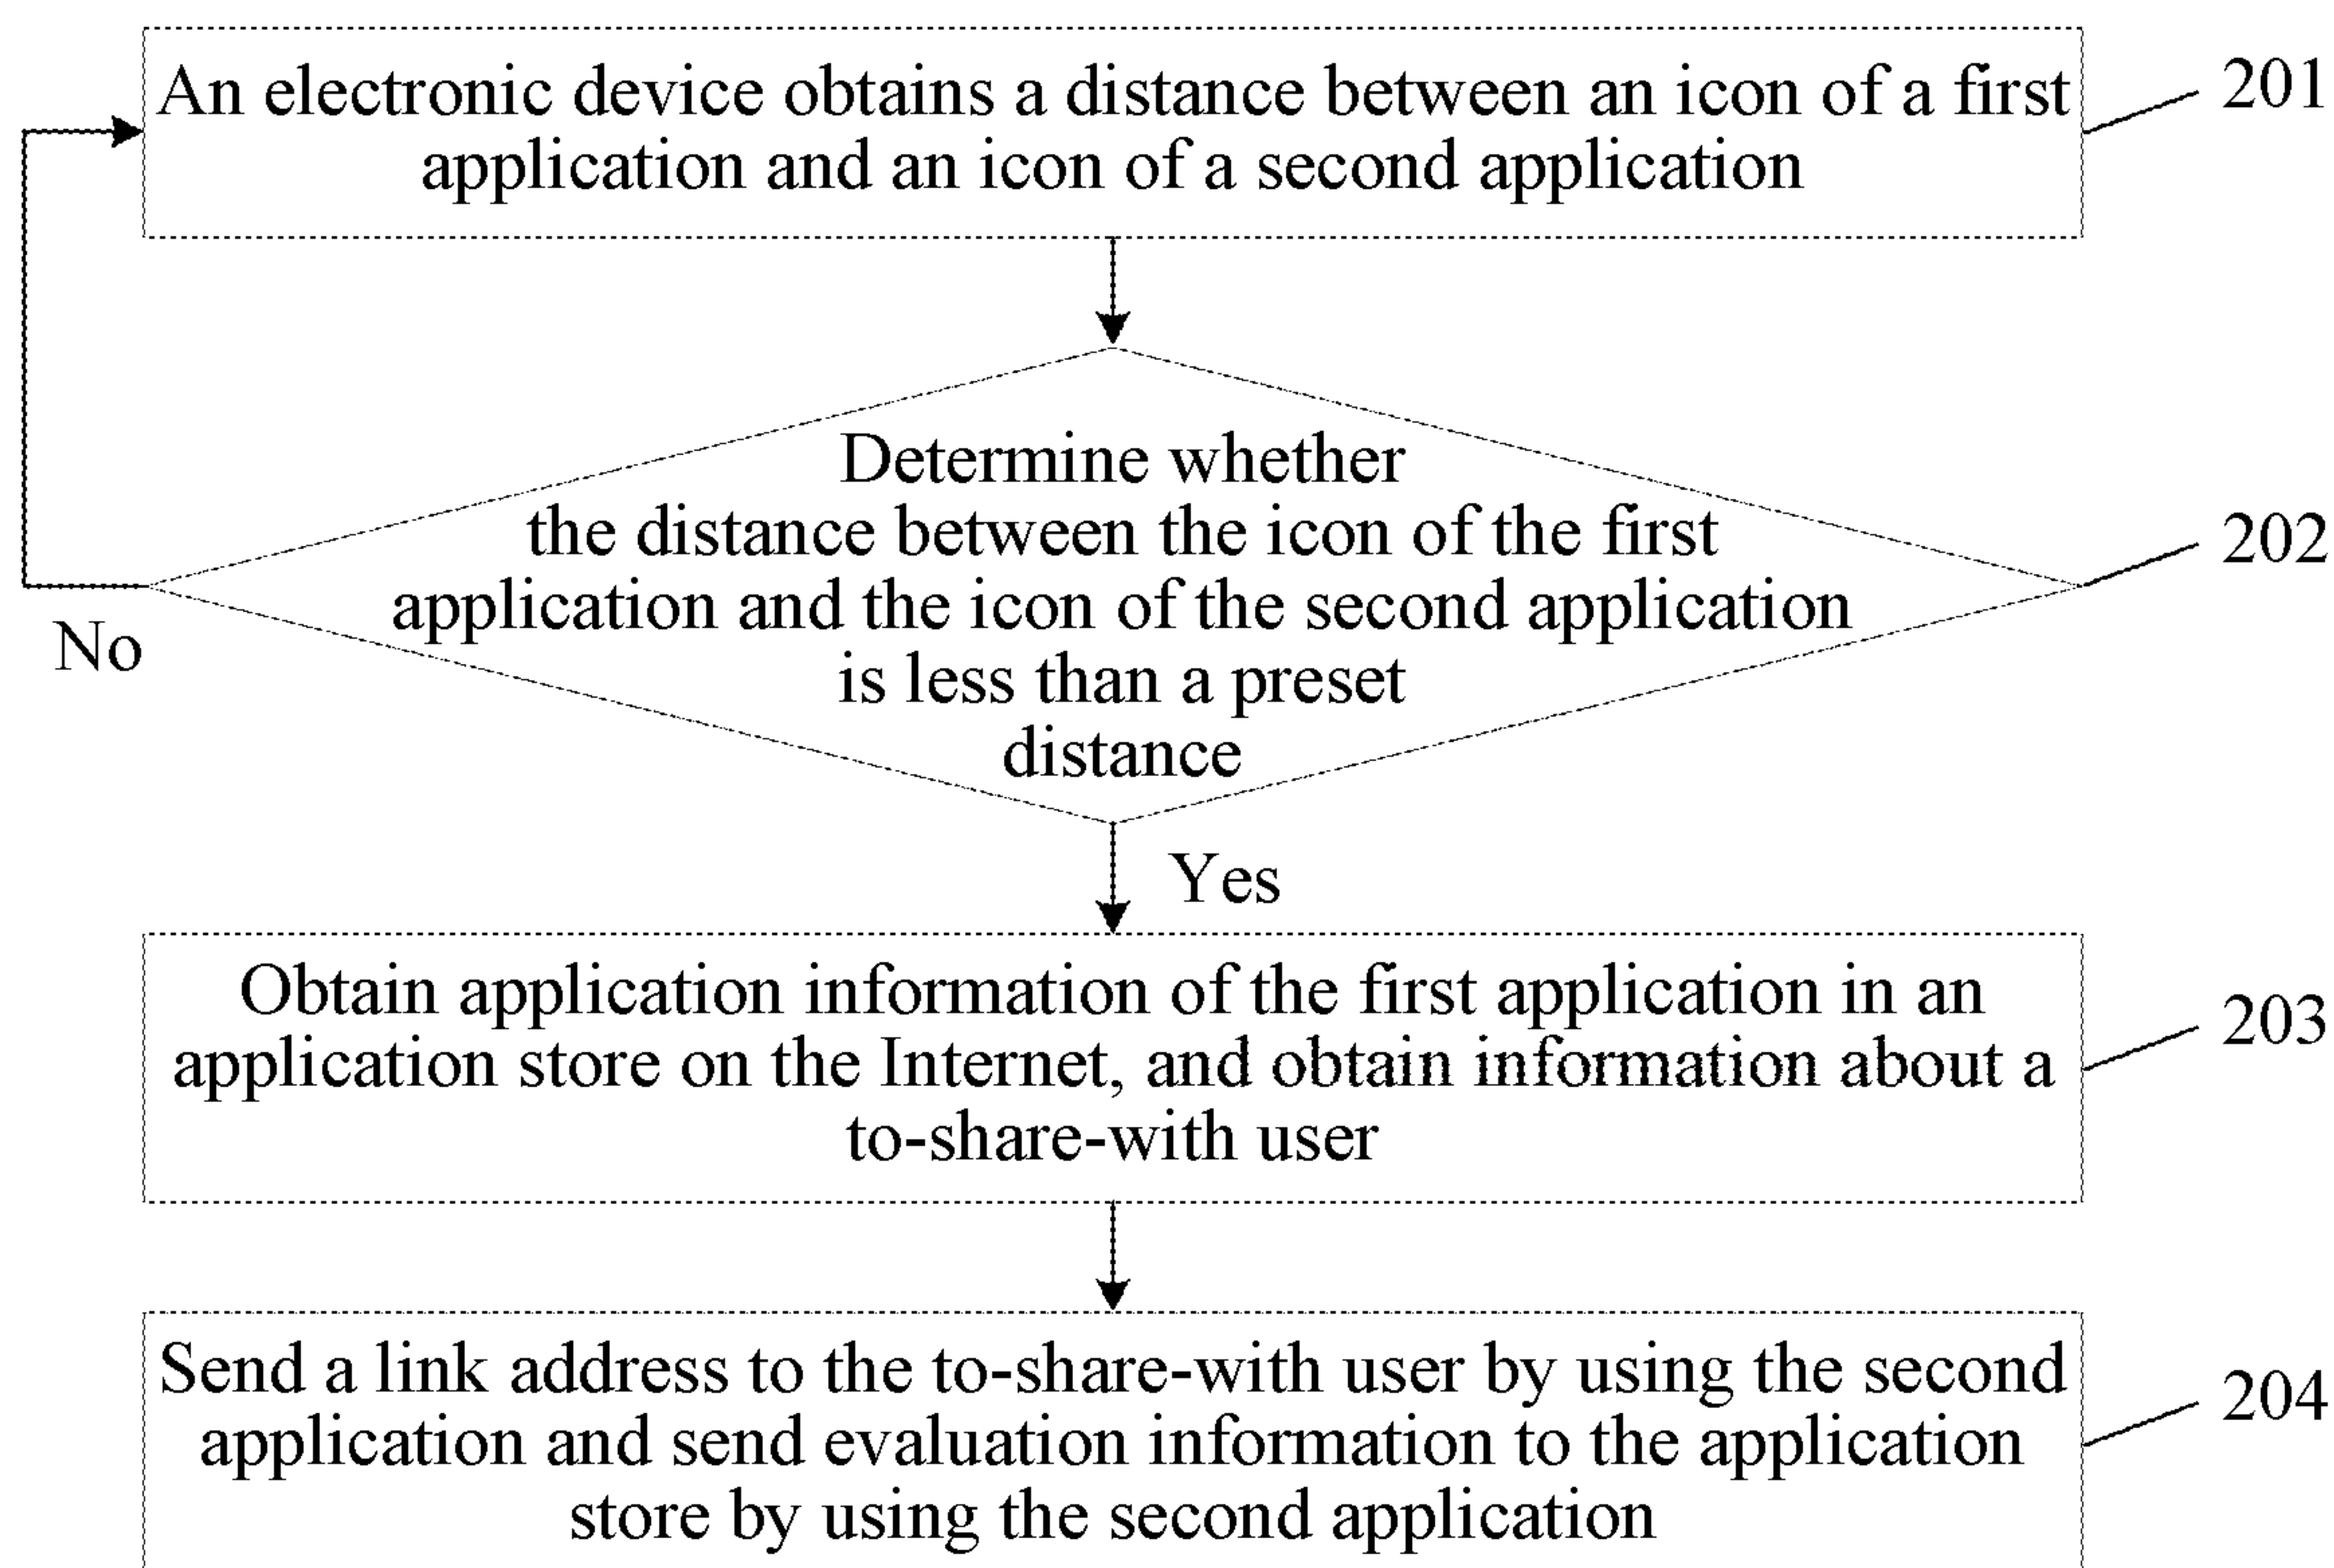 An electronic device obtains a distance between an icon of a first
application and an icon of a second application
201
Determine whether
the distance between the icon of the first
application and the icon of the second application
is less than a preset
distance
202
No
Yes
Obtain application information of the first application in an
application store on the Internet, and obtain information about a
to-share-with user
203
Send a link address to the to-share-with user by using the second
application and send evaluation information to the application
store by using the second application
204